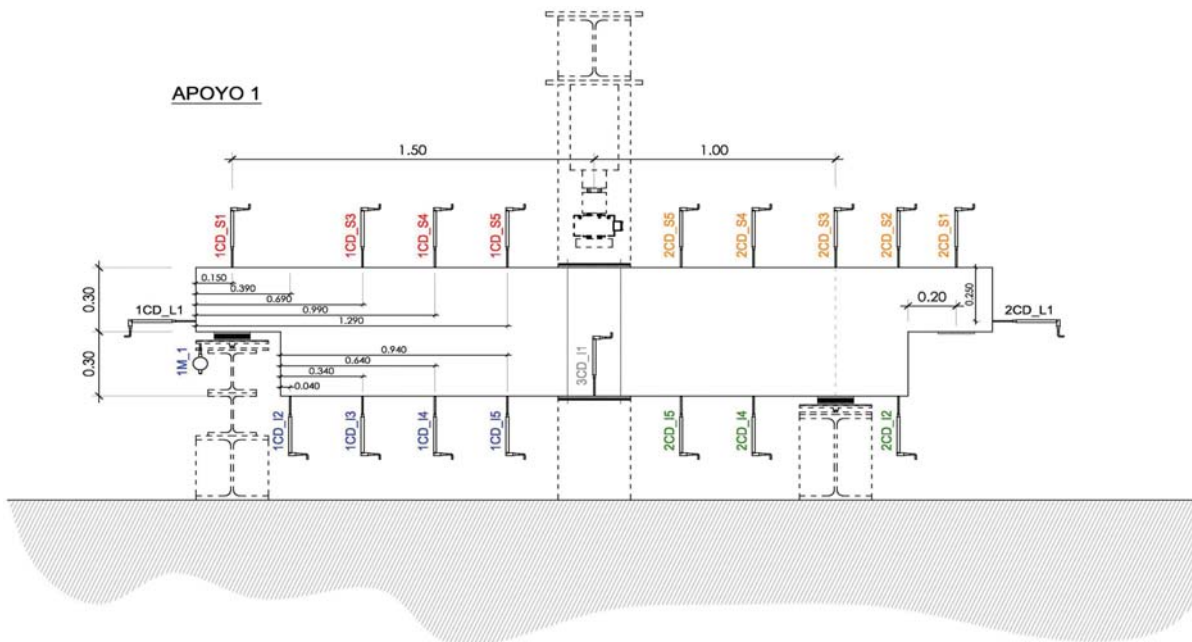 APOYO 1
1.50
1.00
1CD_S1
1CD_S3
1CD_S4
1CD_S5
2CD_S5
2CD_S4
2CD_S3
2CD_S2
2CD_S1
0.30
0.150
0.390
0.690
0.990
1.290
0.20
0.250
1CD_L1
2CD_L1
0.30
1M_1
0.940
0.640
0.340
0.040
3CD_I1
1CD_I2
1CD_I3
1CD_I4
1CD_I5
2CD_I5
2CD_I4
2CD_I2